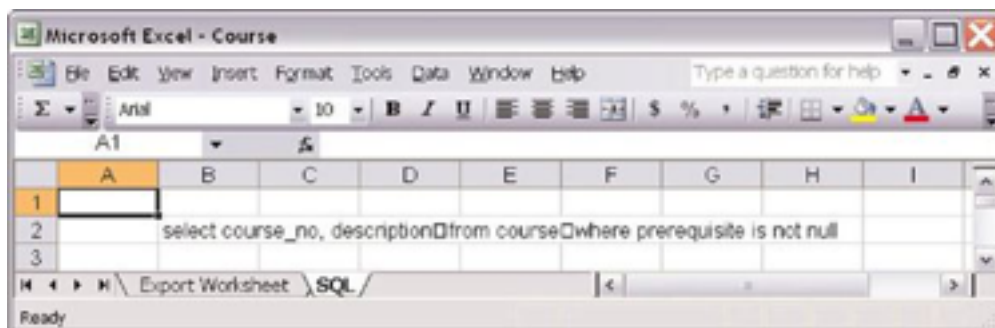 Microsoft Excel - Course
File Edit View Insert Format Tools Data Window Help Type a question for help
Σ Arial 10 B I U $ % , A
A1 fx
A B C D E F G H I
1
2 select course_no, description□from course□where prerequisite is not null
3
Export Worksheet SQL
Ready